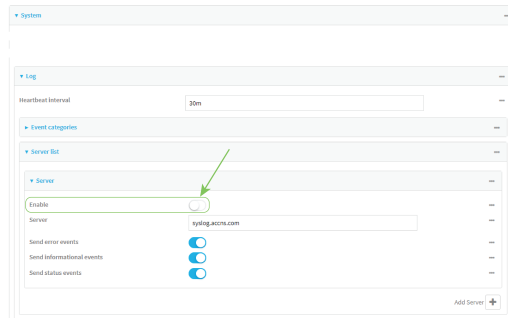 System
Log
Heartbeat Interval
30m
Event categories
Server list
Server
Enable
Server
syslog.accns.com
Send error events
Send informational events
Send status events
Add Server